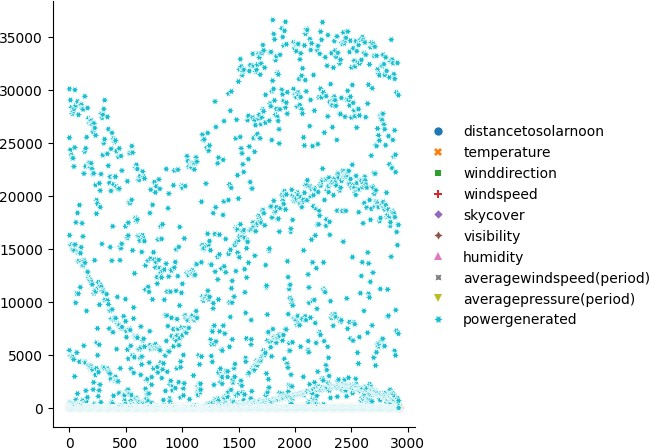 35000
30000
25000
20000
15000
10000
5000
0
0 500 1000 1500 2000 2500 3000
distancetosolarnoon
temperature
winddirection
windspeed
skycover
visibility
humidity
averagewindspeed(period)
averagepressure(period)
powergenerated